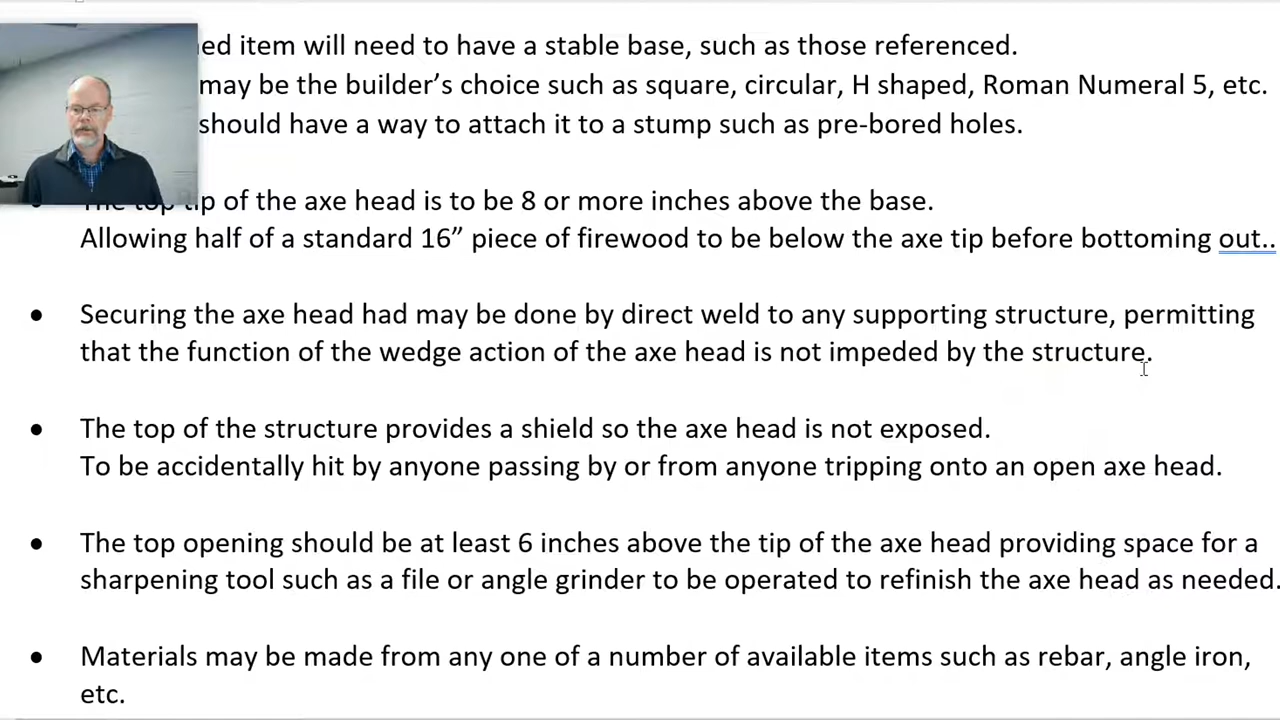 item will need to have a stable base, such as those referenced.
may be the builder's choice such as square, circular, H shaped, Roman Numeral 5, etc.
should have a way to attach it to a stump such as pre-bored holes.
The top tip of the axe head is to be 8 or more inches above the base.
Allowing half of a standard 16” piece of firewood to be below the axe tip before bottoming out..
● Securing the axe head had may be done by direct weld to any supporting structure, permitting
that the function of the wedge action of the axe head is not impeded by the structure.
● The top of the structure provides a shield so the axe head is not exposed.
To be accidentally hit by anyone passing by or from anyone tripping onto an open axe head.
● The top opening should be at least 6 inches above the tip of the axe head providing space for a
sharpening tool such as a file or angle grinder to be operated to refinish the axe head as needed.
● Materials may be made from any one of a number of available items such as rebar, angle iron,
etc.